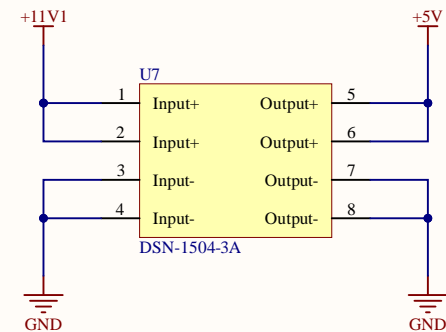 +11V1 +5V
U7
1 Input+ Output+ 5
2 Input+ Output+ 6
3 Input- Output- 7
4 Input- Output- 8
DSN-1504-3A
GND GND